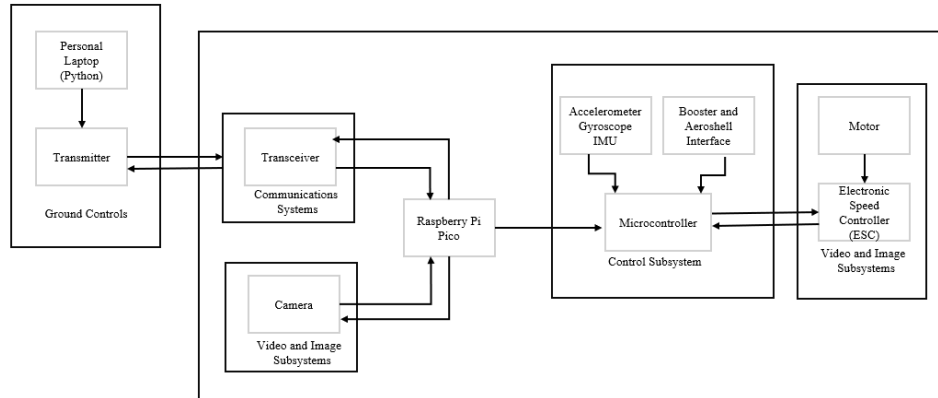 Personal
Laptop
(Python)
Transmitter
Ground Controls
Transceiver
Communications
Systems
Camera
Video and Image
Subsystems
Raspberry Pi
Pico
Accelerometer
Gyroscope
IMU
Booster and
Aeroshell
Interface
Microcontroller
Control Subsystem
Motor
Electronic
Speed
Controller
(ESC)
Video and Image
Subsystems